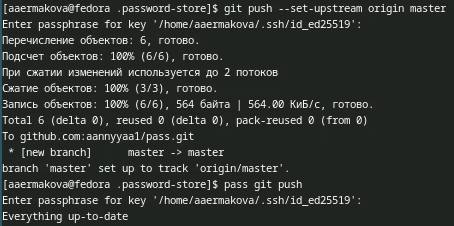 [aaermakova@fedora .password-store]$ git push --set-upstream origin master
Enter passphrase for key '/home/aaermakova/.ssh/id_ed25519':
Перечисление объектов: 6, готово.
Подсчет объектов: 100% (6/6), готово.
При сжатии изменений используется до 2 потоков
Сжатие объектов: 100% (3/3), готово.
Запись объектов: 100% (6/6), 564 байта | 564.00 КиБ/с, готово.
Total 6 (delta 0), reused 0 (delta 0), pack-reused 0 (from 0)
To github.com:aannyyaa1/pass.git
 * [new branch]      master -> master
branch 'master' set up to track 'origin/master'.
[aaermakova@fedora .password-store]$ pass git push
Enter passphrase for key '/home/aaermakova/.ssh/id_ed25519':
Everything up-to-date